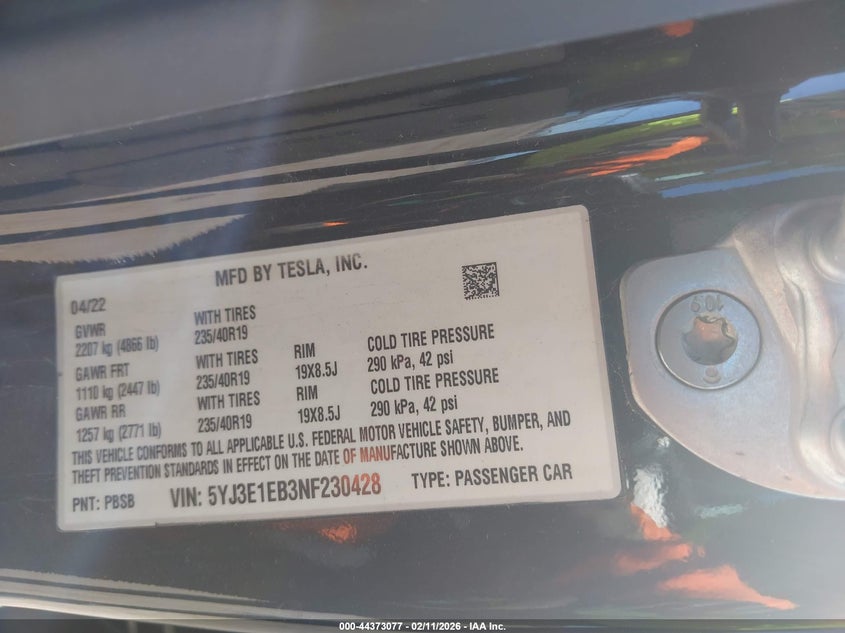 MFD BY TESLA, INC.
04/22
GVWR
2207 kg (4866 lb)
WITH TIRES
235/40R19
GAWR FRT
1110 kg (2447 lb)
WITH TIRES
235/40R19
RIM
19X8.5J
COLD TIRE PRESSURE
290 kPa, 42 psi
GAWR RR
1257 kg (2771 lb)
WITH TIRES
235/40R19
RIM
19X8.5J
COLD TIRE PRESSURE
290 kPa, 42 psi
THIS VEHICLE CONFORMS TO ALL APPLICABLE U.S. FEDERAL MOTOR VEHICLE SAFETY, BUMPER, AND
THEFT PREVENTION STANDARDS IN EFFECT ON THE DATE OF MANUFACTURE SHOWN ABOVE.
PNT: PBSB
VIN: 5YJ3E1EB3NF230428
TYPE: PASSENGER CAR
10.9
000-44373077 - 02/11/2026 - IAA Inc.